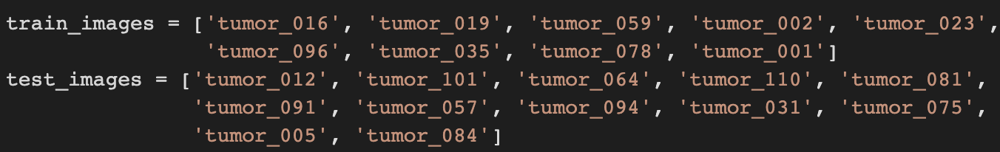 train_images = ['tumor_016', 'tumor_019', 'tumor_059', 'tumor_002', 'tumor_023',
'tumor_096', 'tumor_035', 'tumor_078', 'tumor_001']
test_images = ['tumor_012', 'tumor_101', 'tumor_064', 'tumor_110', 'tumor_081',
'tumor_091', 'tumor_057', 'tumor_094', 'tumor_031', 'tumor_075',
'tumor_005', 'tumor_084']